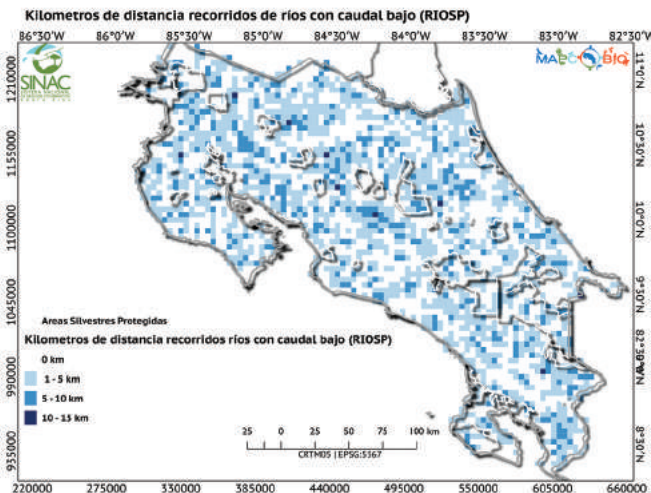 Kilometros de distancia recorridos de ríos con caudal bajo (RIOSP)
86°30'W 86°0'W 85°30'W 85°0'W 84°30'W 84°0'W 83°30'W 83°0'W 82°30'W
SINAC
MAPCOBIO
1210000
1155000
1100000
1045000
990000
935000
11°0'N
10°30'N
10°0'N
9°30'N
8°30'N
Areas Silvestres Protegidas
Kilometros de distancia recorridos ríos con caudal bajo (RIOSP)
0 km
1 - 5 km
5 - 10 km
10 - 15 km
25 0 25 50 75 100 km
CRTM05 | EPSG:5367
220000 275000 330000 385000 440000 495000 550000 605000 660000